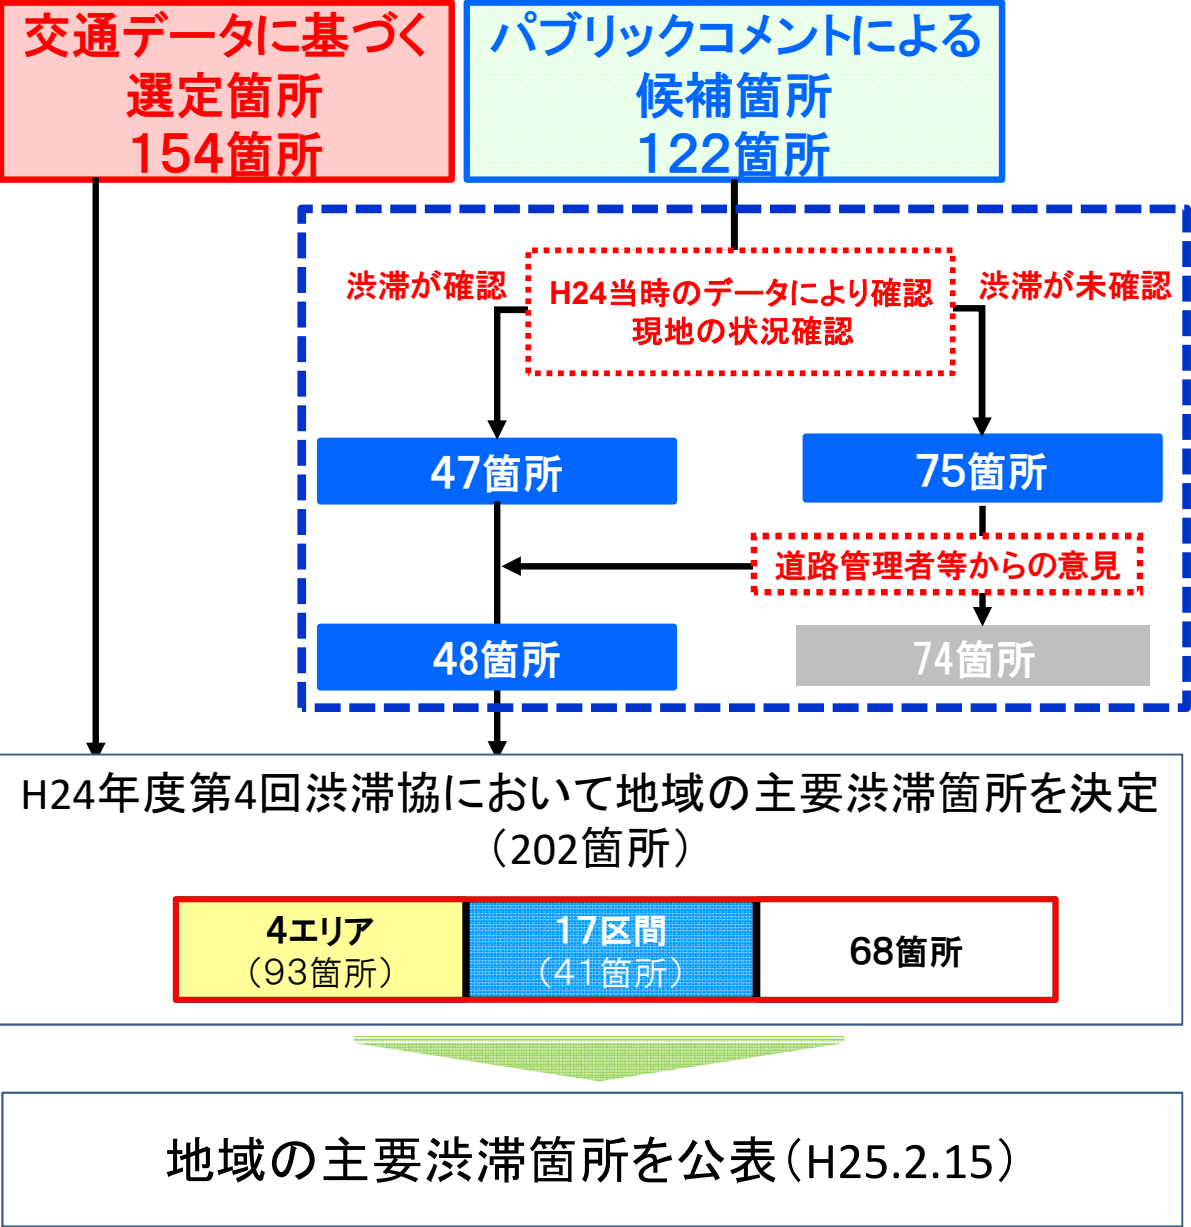 交通データに基づく
選定箇所
154箇所
パブリックコメントによる
候補箇所
122箇所
渋滞が確認
H24当時のデータにより確認
現地の状況確認
渋滞が未確認
47箇所
75箇所
道路管理者等からの意見
48箇所
74箇所
H24年度第4回渋滞協において地域の主要渋滞箇所を決定
（202箇所）
4エリア
（93箇所）
17区間
（41箇所）
68箇所
地域の主要渋滞箇所を公表（H25.2.15）